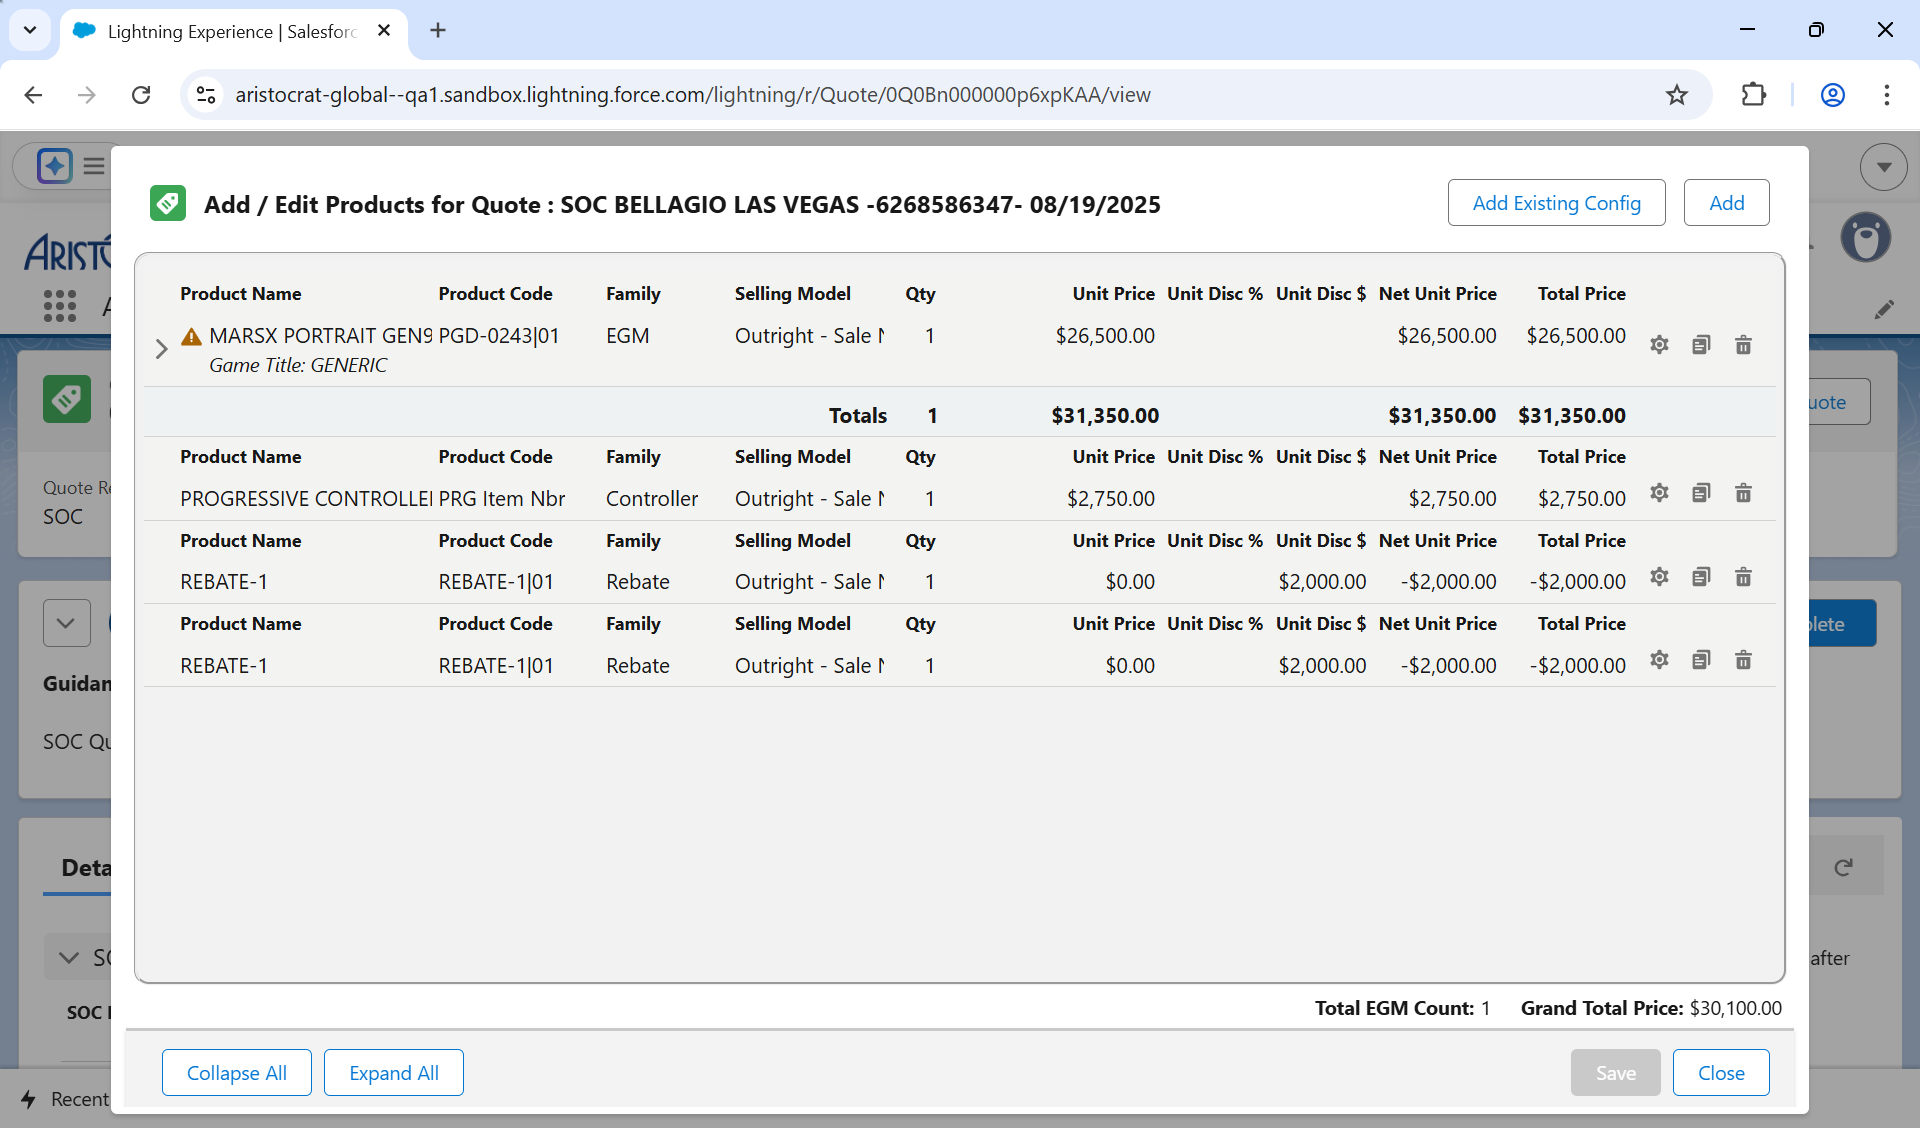 Lightning Experience | Salesforc
aristocrat-global--qa1.sandbox.lightning.force.com/lightning/r/Quote/0Q0Bn000000p6xpKAA/view
Add / Edit Products for Quote : SOC BELLAGIO LAS VEGAS -6268586347- 08/19/2025
Add Existing Config
Add
Product Name Product Code Family Selling Model Qty Unit Price Unit Disc % Unit Disc $ Net Unit Price Total Price
MARSX PORTRAIT GEN9 PGD-0243|01 EGM Outright - Sale N 1 $26,500.00 $26,500.00 $26,500.00
Game Title: GENERIC
Totals 1 $31,350.00 $31,350.00 $31,350.00
Product Name Product Code Family Selling Model Qty Unit Price Unit Disc % Unit Disc $ Net Unit Price Total Price
PROGRESSIVE CONTROLLE PRG Item Nbr Controller Outright - Sale N 1 $2,750.00 $2,750.00 $2,750.00
Product Name Product Code Family Selling Model Qty Unit Price Unit Disc % Unit Disc $ Net Unit Price Total Price
REBATE-1 REBATE-1|01 Rebate Outright - Sale N 1 $0.00 $2,000.00 -$2,000.00 -$2,000.00
Product Name Product Code Family Selling Model Qty Unit Price Unit Disc % Unit Disc $ Net Unit Price Total Price
REBATE-1 REBATE-1|01 Rebate Outright - Sale N 1 $0.00 $2,000.00 -$2,000.00 -$2,000.00
Total EGM Count: 1 Grand Total Price: $30,100.00
Collapse All
Expand All
Save
Close
ARISTO
A
uote
Quote Re
SOC
plete
Guidan
SOC Qu
Deta
SO
after
SOC I
Recent